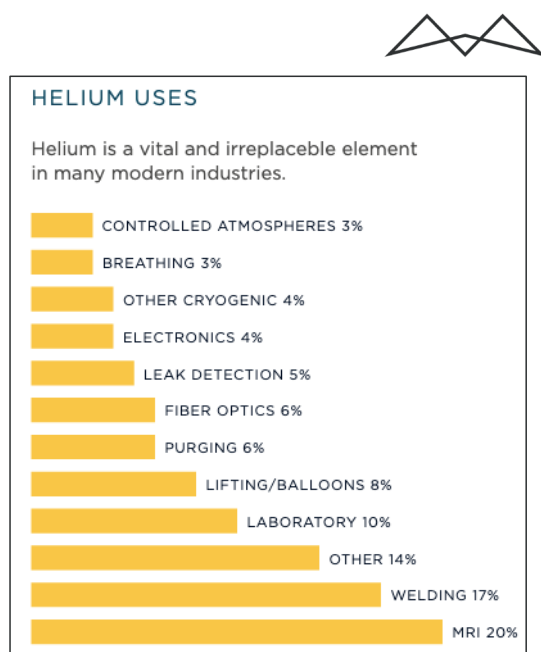 HELIUM USES
Helium is a vital and irreplaceble element
in many modern industries.
CONTROLLED ATMOSPHERES 3%
BREATHING 3%
OTHER CRYOGENIC 4%
ELECTRONICS 4%
LEAK DETECTION 5%
FIBER OPTICS 6%
PURGING 6%
LIFTING/BALLOONS 8%
LABORATORY 10%
OTHER 14%
WELDING 17%
MRI 20%